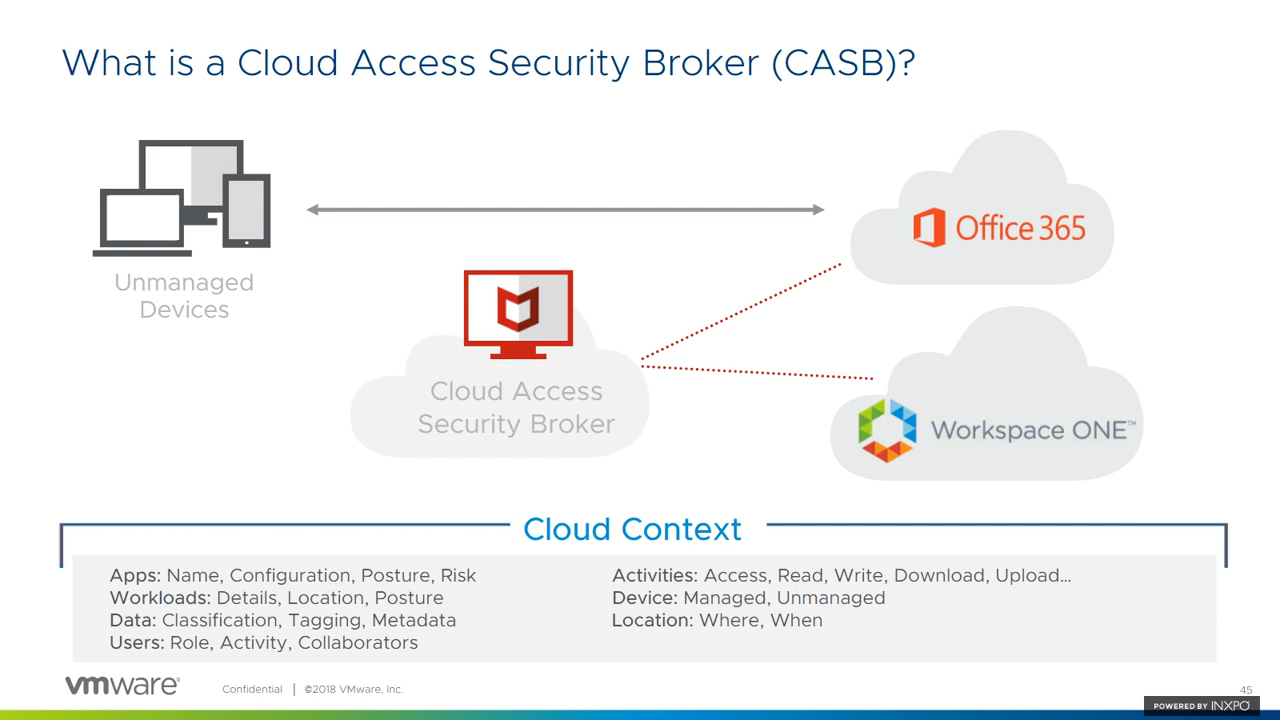 What is a Cloud Access Security Broker (CASB)?
Office 365
Unmanaged
Devices
Cloud Access
Security Broker
Workspace ONE™
Cloud Context
Apps: Name, Configuration, Posture, Risk
Workloads: Details, Location, Posture
Data: Classification, Tagging, Metadata
Users: Role, Activity, Collaborators
Activities: Access, Read, Write, Download, Upload...
Device: Managed, Unmanaged
Location: Where, When
vmware®
Confidential | ©2018 VMware, Inc.
45
POWERED BY INXPO